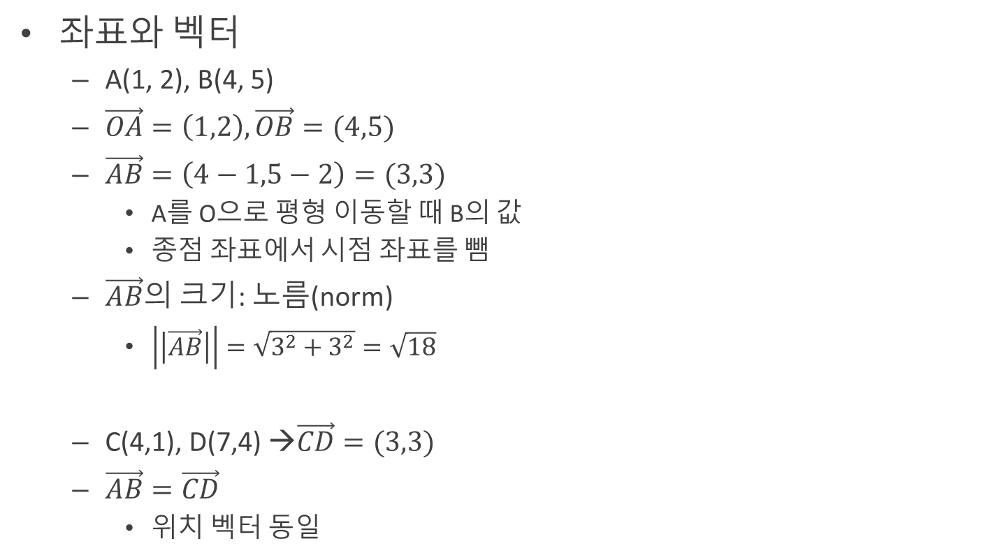 • 좌표와 벡터
– A(1, 2), B(4, 5)
– $\overrightarrow{OA} = (1,2), \overrightarrow{OB} = (4,5)$
– $\overrightarrow{AB} = (4 - 1,5 - 2) = (3,3)$
• A를 O으로 평형 이동할 때 B의 값
• 종점 좌표에서 시점 좌표를 뺌
– $\overrightarrow{AB}$의 크기: 노름(norm)
• $\left|\left|\overrightarrow{AB}\right|\right| = \sqrt{3^2 + 3^2} = \sqrt{18}$
– C(4,1), D(7,4) → $\overrightarrow{CD} = (3,3)$
– $\overrightarrow{AB} = \overrightarrow{CD}$
• 위치 벡터 동일